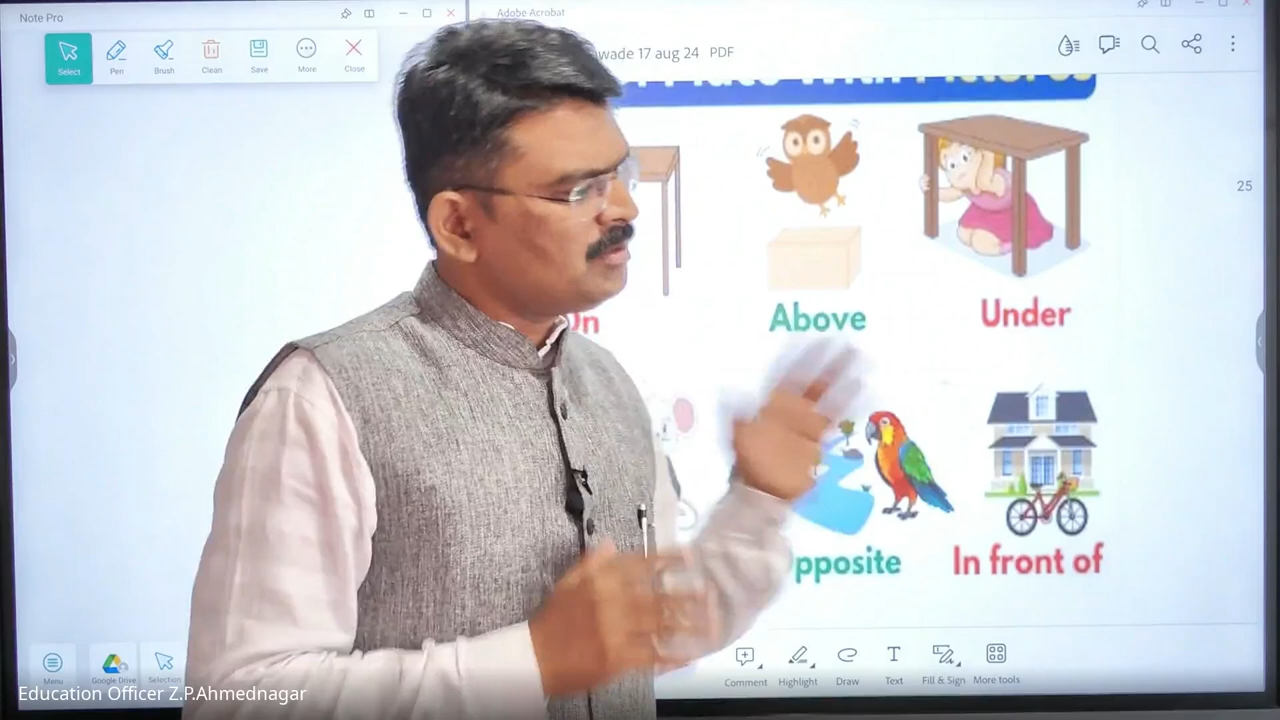 Note Pro
Adobe Acrobat
Select
Pen
Brush
Clean
Save
More
Close
wade 17 aug 24 PDF
25
On
Above
Under
pposite
In front of
Menu
Google Drive
Selection
Comment
Highlight
Draw
Text
Fill & Sign
More tools
Education Officer Z.P.Ahmednagar